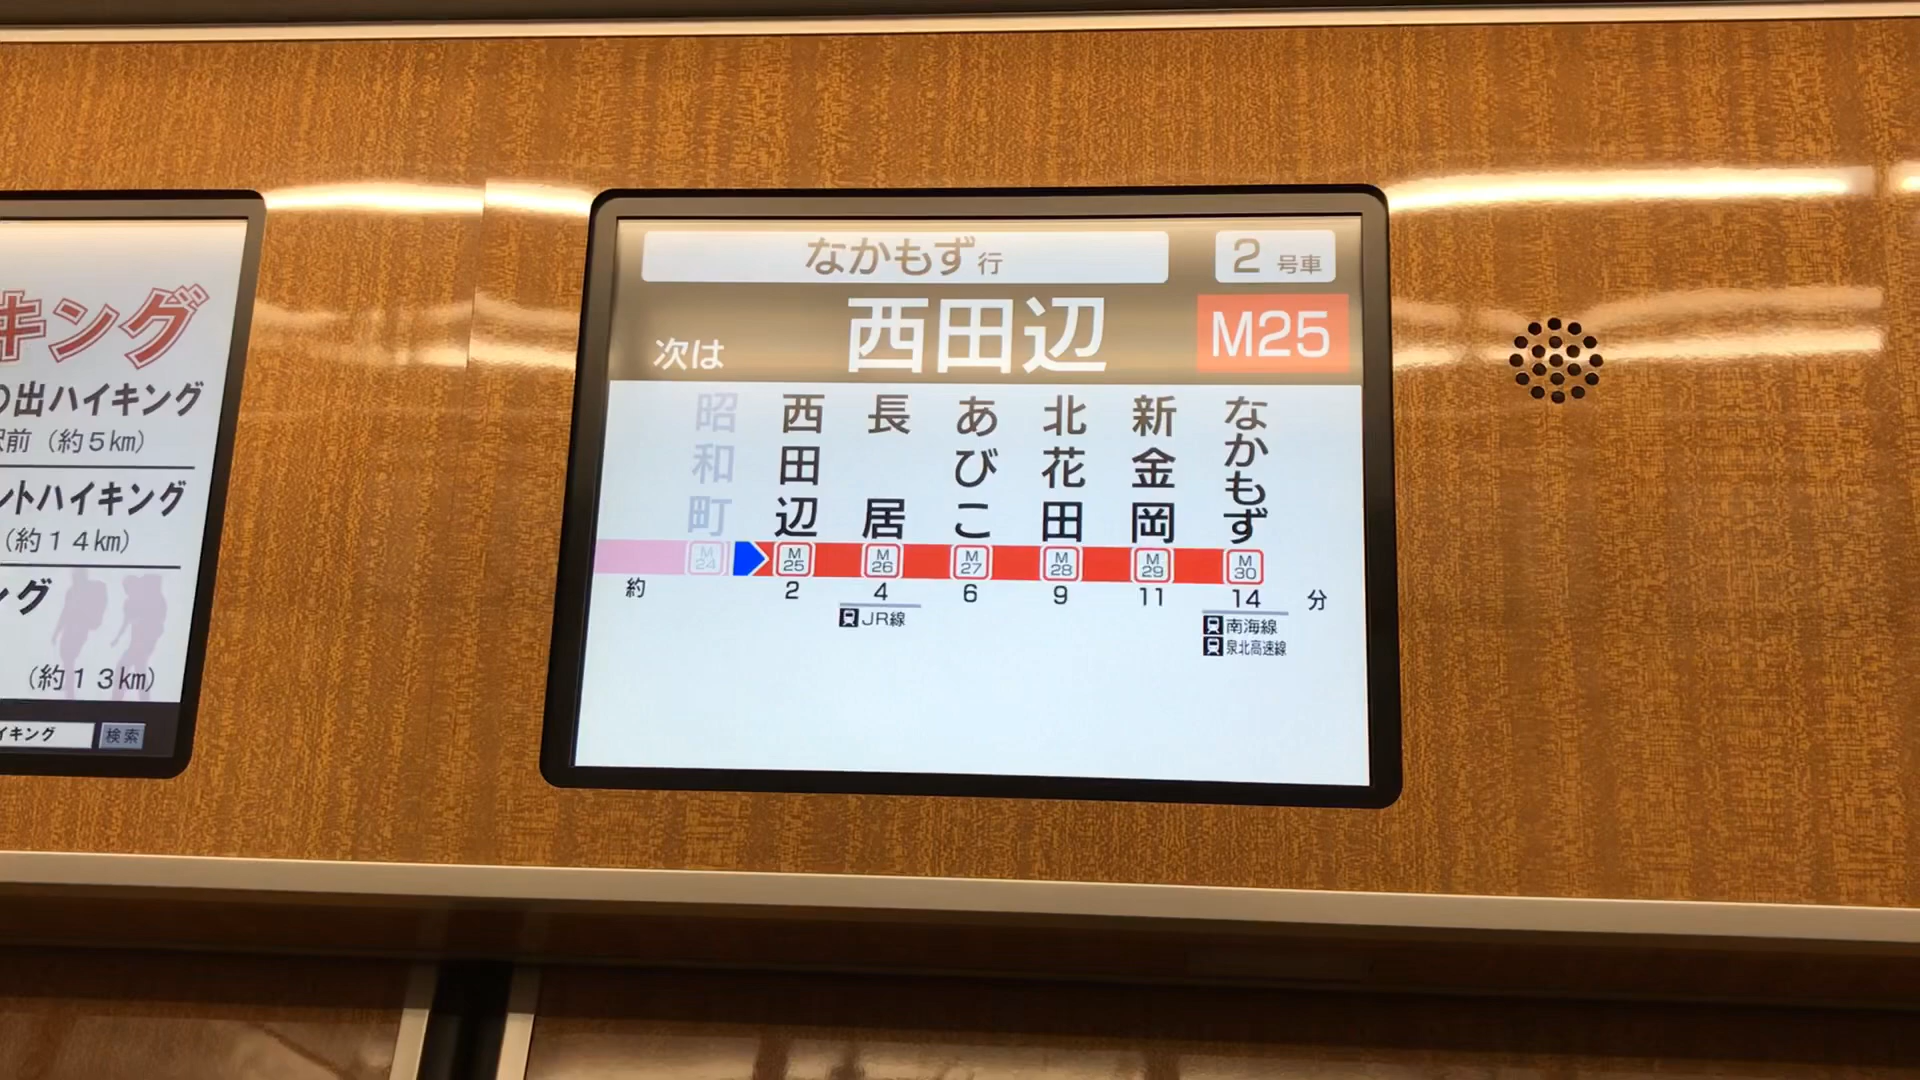 キング
の出ハイキング
駅前（約５km）
ントハイキング
（約１４km）
ング
（約１３km）
イキング 検索
なかもず行 2 号車
次は 西田辺 M25
昭和町 西田辺 長居 あびこ 北花田 新金岡 なかもず
M24 M25 M26 M27 M28 M29 M30
約 2 4 6 9 11 14 分
JR線 南海線
泉北高速線